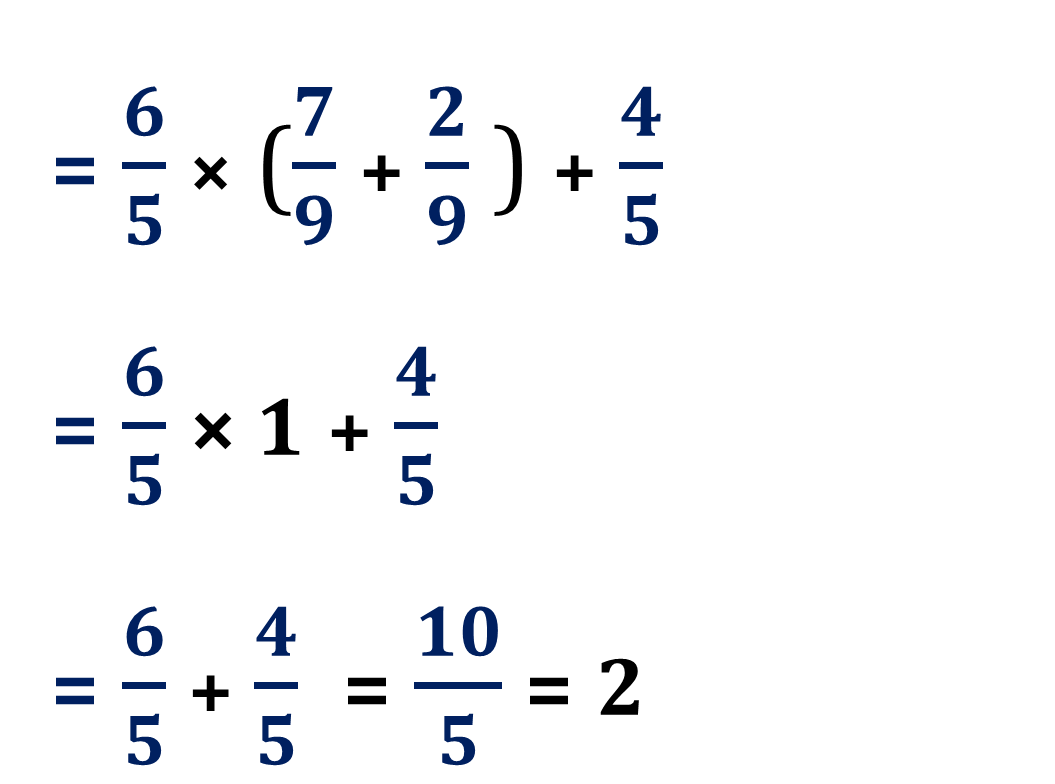 = 6/5 × (7/9 + 2/9) + 4/5
= 6/5 × 1 + 4/5
= 6/5 + 4/5 = 10/5 = 2